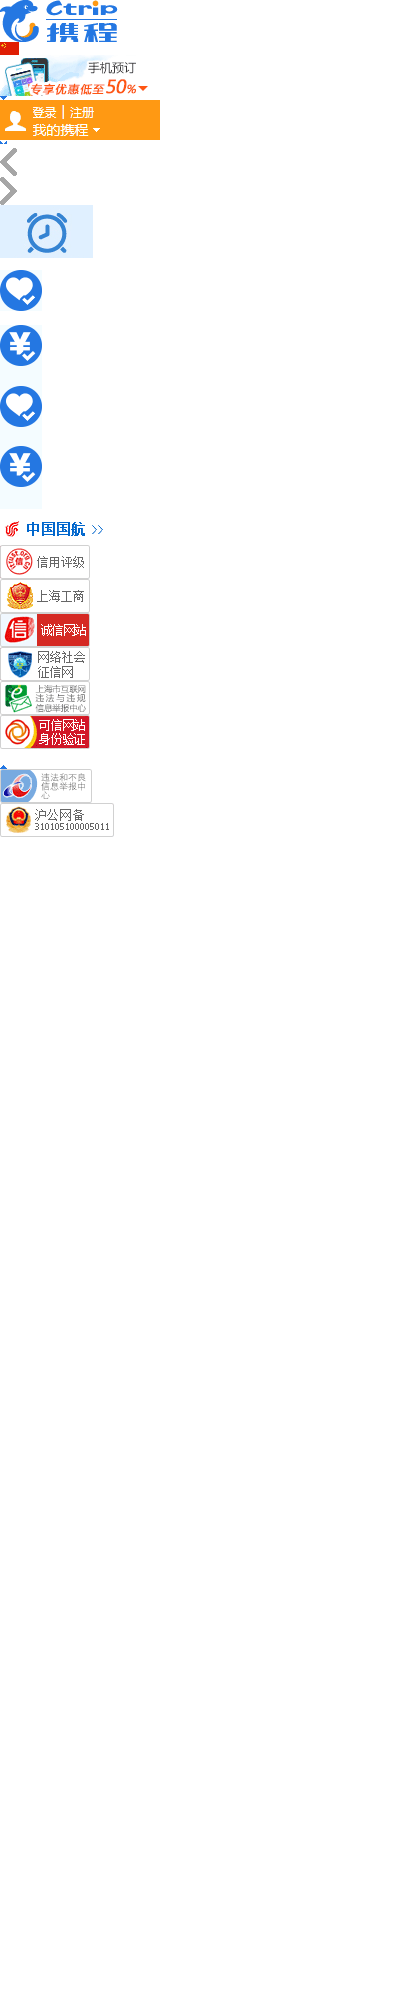 Ctrip
携程
手机预订
专享优惠低至50%
登录 | 注册
我的携程
¥
¥
中国国航 >>
信 信用评级
上海工商
信 诚信网站
网络社会
征信网
上海市互联网
违法与违规
信息举报中心
可信网站
身份验证
违法和不良
信息举报中
心
沪公网备
310105100005011